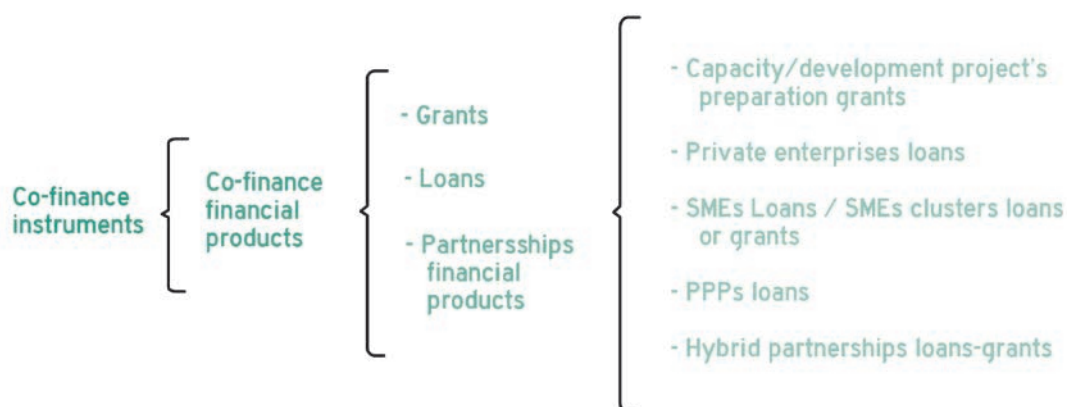 Co-finance
instruments
Co-finance
financial
products
- Grants
- Loans
- Partnersships
financial
products
- Capacity/development project's
preparation grants
- Private enterprises loans
- SMEs Loans / SMEs clusters loans
or grants
- PPPs loans
- Hybrid partnerships loans-grants